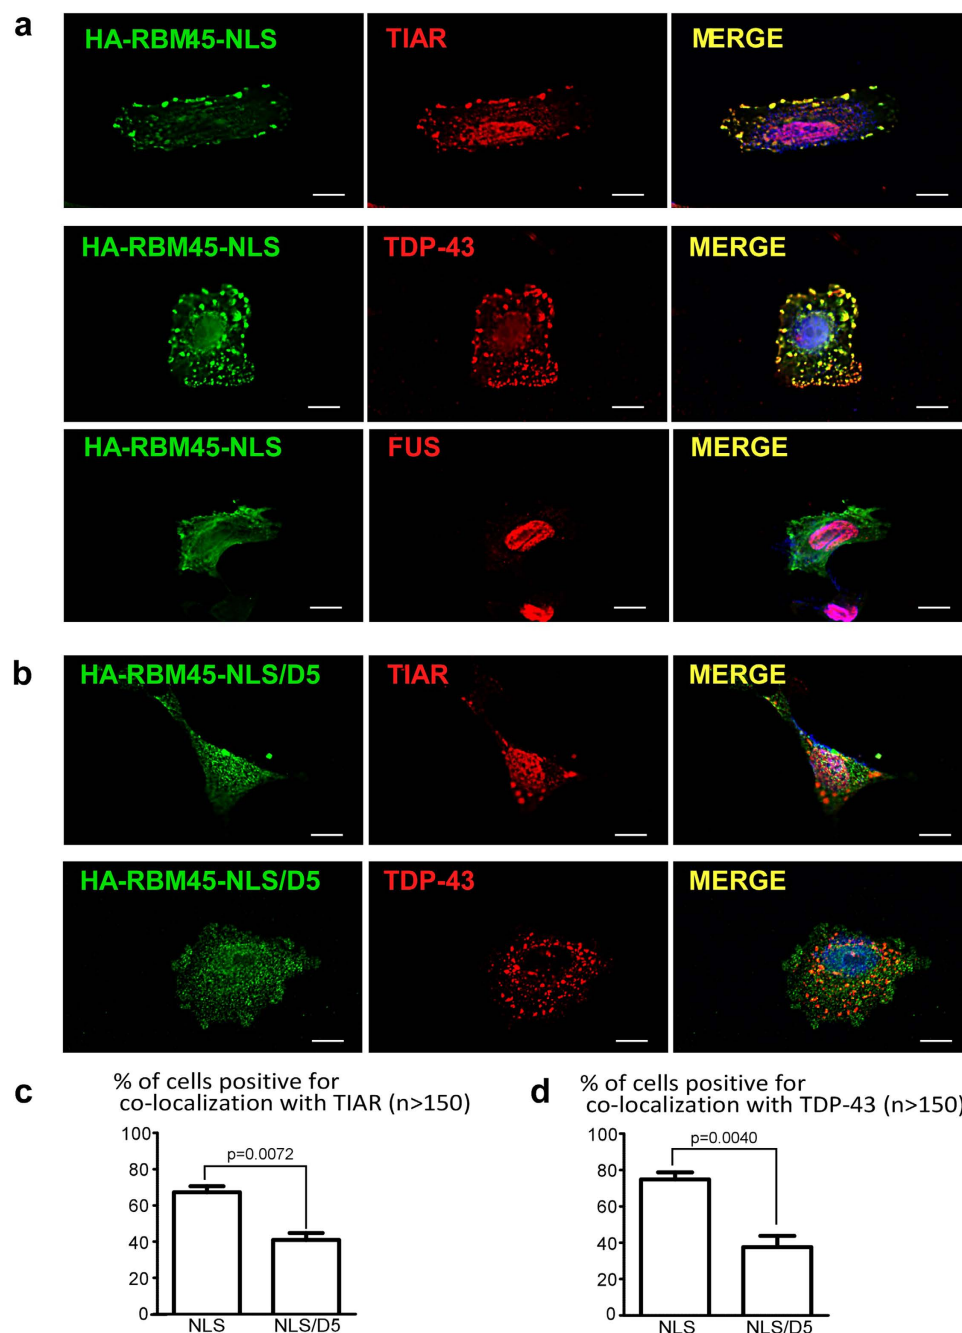 a
HA-RBM45-NLS TIAR MERGE
HA-RBM45-NLS TDP-43 MERGE
HA-RBM45-NLS FUS MERGE
b
HA-RBM45-NLS/D5 TIAR MERGE
HA-RBM45-NLS/D5 TDP-43 MERGE
c
% of cells positive for
co-localization with TIAR (n>150)
100
80
60
40
20
0
p=0.0072
NLS NLS/D5
d
% of cells positive for
co-localization with TDP-43 (n>150)
100
80
60
40
20
0
p=0.0040
NLS NLS/D5